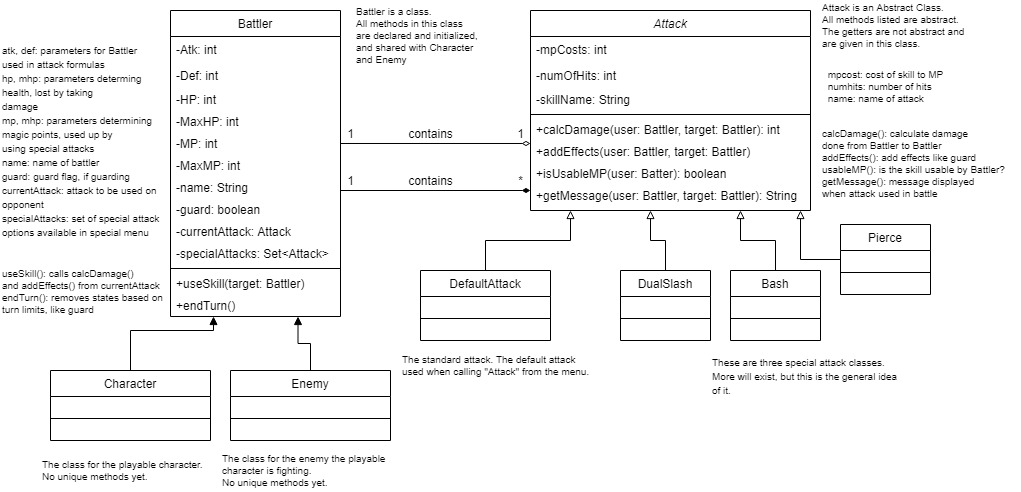 atk, def: parameters for Battler
used in attack formulas
hp, mhp: parameters determing
health, lost by taking
damage
mp, mhp: parameters determining
magic points, used up by
using special attacks
name: name of battler
guard: guard flag, if guarding
currentAttack: attack to be used on
opponent
specialAttacks: set of special attack
options available in special menu
useSkill(): calls calcDamage()
and addEffects() from currentAttack
endTurn(): removes states based on
turn limits, like guard
Battler
-Atk: int
-Def: int
-HP: int
-MaxHP: int
-MP: int
-MaxMP: int
-name: String
-guard: boolean
-currentAttack: Attack
-specialAttacks: Set<Attack>
+useSkill(target: Battler)
+endTurn()
Battler is a class.
All methods in this class
are declared and initialized,
and shared with Character
and Enemy
1 contains 1
1 contains *
Attack
-mpCosts: int
-numOfHits: int
-skillName: String
+calcDamage(user: Battler, target: Battler): int
+addEffects(user: Battler, target: Battler)
+isUsableMP(user: Batter): boolean
+getMessage(user: Battler, target: Battler): String
Attack is an Abstract Class.
All methods listed are abstract.
The getters are not abstract and
are given in this class.
mpcost: cost of skill to MP
numhits: number of hits
name: name of attack
calcDamage(): calculate damage
done from Battler to Battler
addEffects(): add effects like guard
usableMP(): is the skill usable by Battler?
getMessage(): message displayed
when attack used in battle
Pierce
DefaultAttack
DualSlash
Bash
The standard attack. The default attack
used when calling "Attack" from the menu.
These are three special attack classes.
More will exist, but this is the general idea
of it.
Character
Enemy
The class for the playable character.
No unique methods yet.
The class for the enemy the playable
character is fighting.
No unique methods yet.